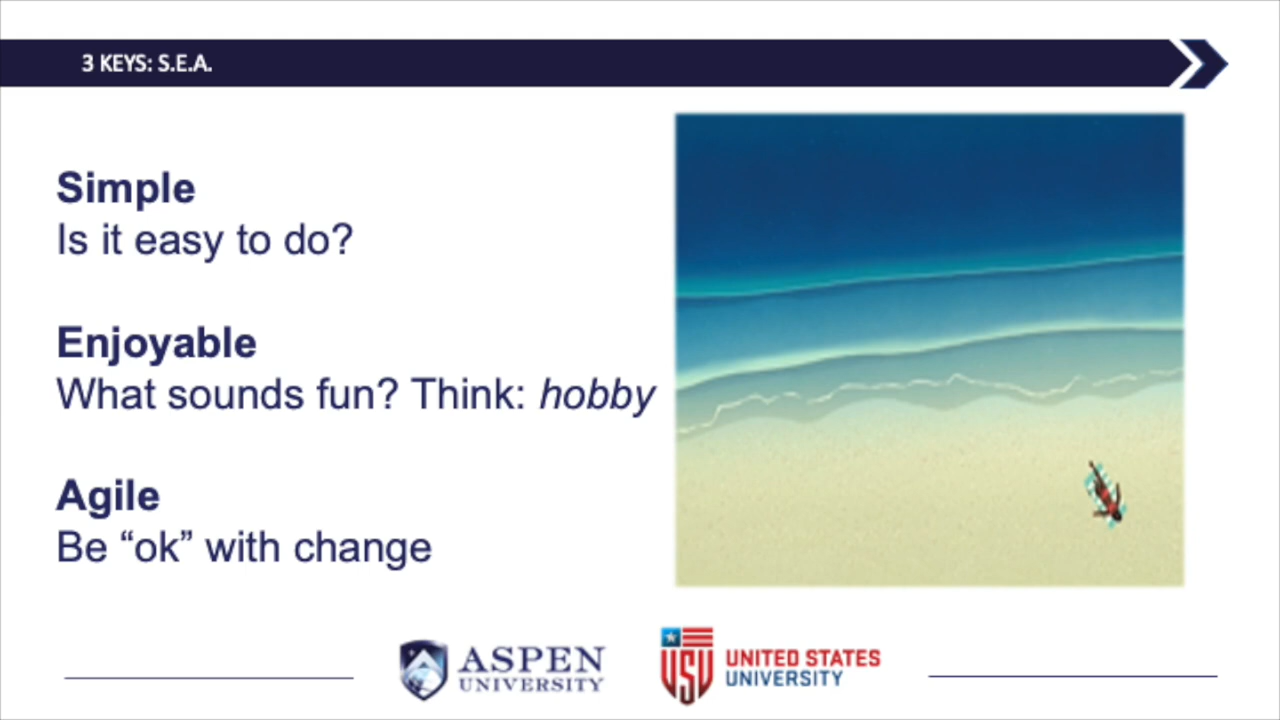 3 KEYS: S.E.A.
Simple
Is it easy to do?
Enjoyable
What sounds fun? Think: hobby
Agile
Be “ok” with change
ASPEN
UNIVERSITY
USU
UNITED STATES
UNIVERSITY